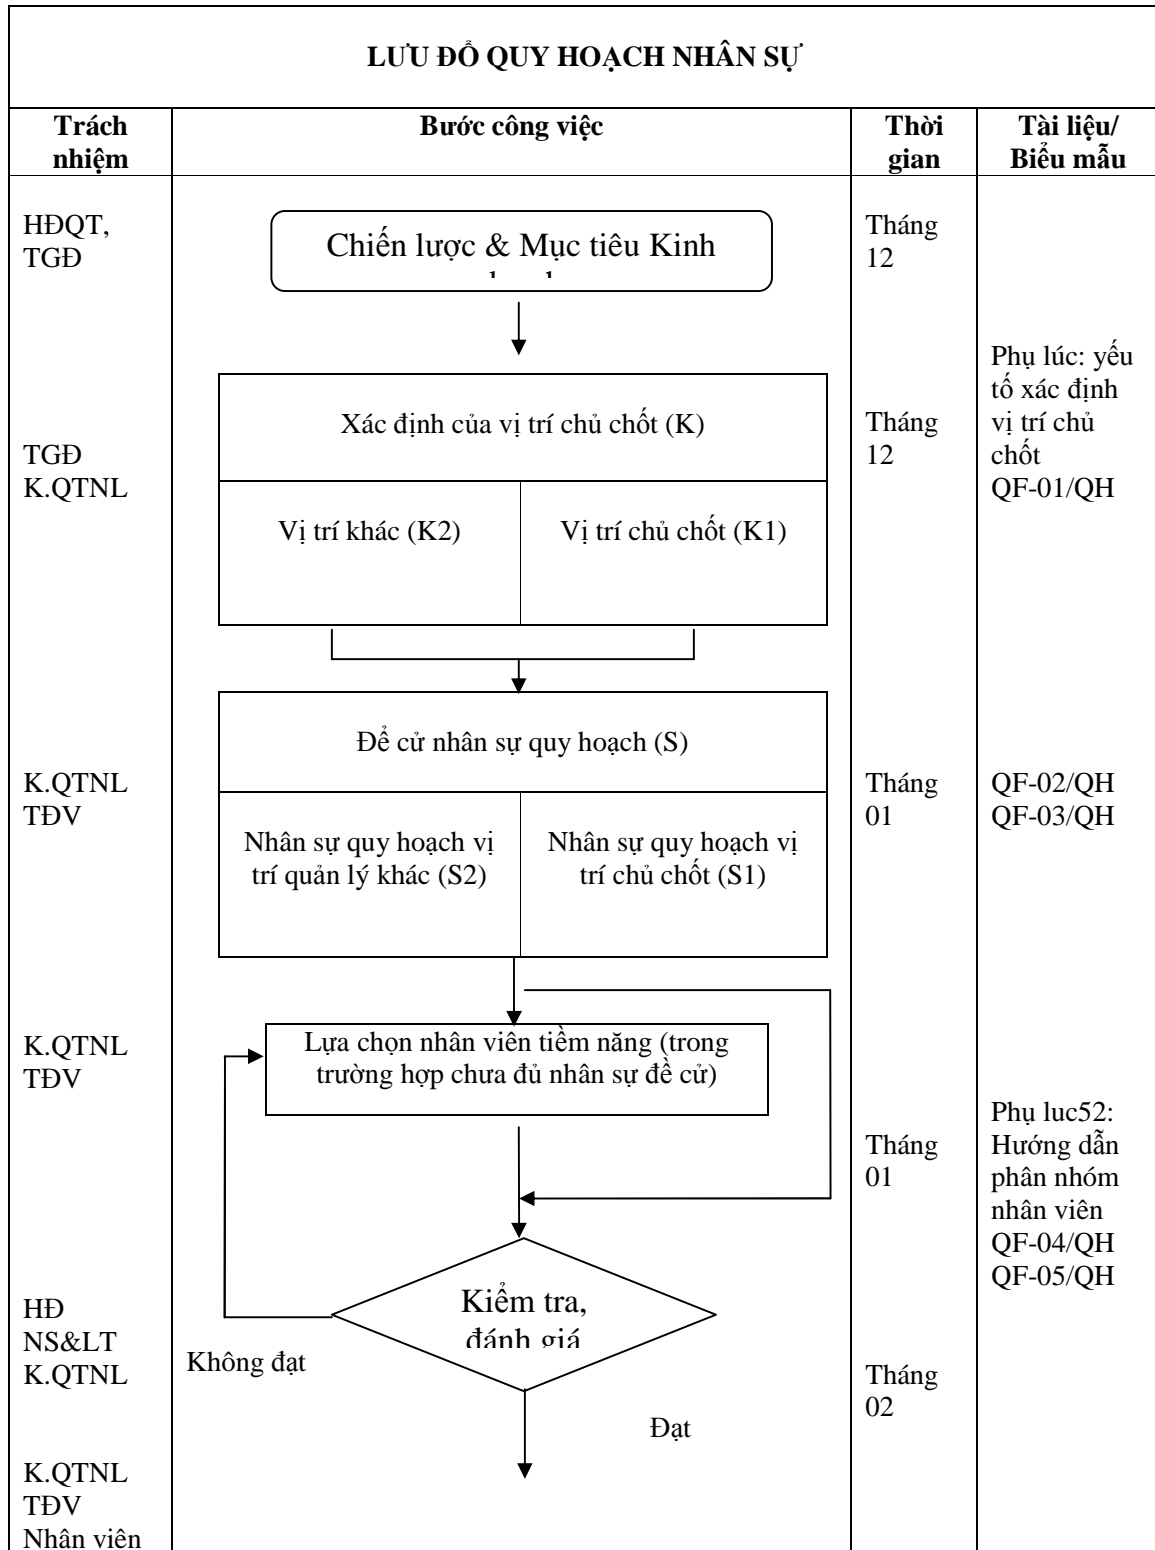 LƯU ĐỒ QUY HOẠCH NHÂN SỰ
Trách
nhiệm
Bước công việc
Thời
gian
Tài liệu/
Biểu mẫu
HĐQT,
TGĐ
Chiến lược & Mục tiêu Kinh
Tháng
12
TGĐ
K.QTNL
Xác định của vị trí chủ chốt (K)
Vị trí khác (K2)
Vị trí chủ chốt (K1)
Tháng
12
Phụ lúc: yếu
tố xác định
vị trí chủ
chốt
QF-01/QH
K.QTNL
TĐV
Để cử nhân sự quy hoạch (S)
Nhân sự quy hoạch vị
trí quản lý khác (S2)
Nhân sự quy hoạch vị
trí chủ chốt (S1)
Tháng
01
QF-02/QH
QF-03/QH
K.QTNL
TĐV
Lựa chọn nhân viên tiềm năng (trong
trường hợp chưa đủ nhân sự đề cử)
Tháng
01
Phụ luc52:
Hướng dẫn
phân nhóm
nhân viên
QF-04/QH
QF-05/QH
HĐ
NS&LT
K.QTNL
Kiểm tra,
đánh giá
Không đạt
Đạt
Tháng
02
K.QTNL
TĐV
Nhân viên